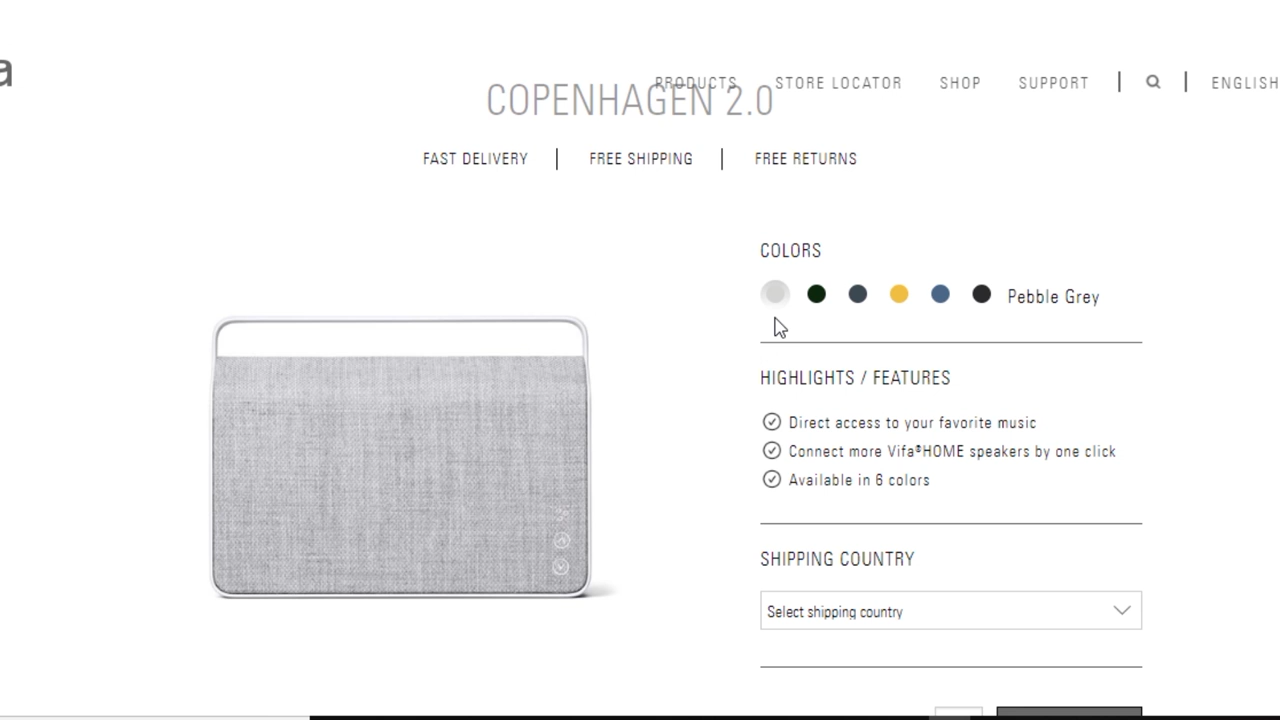 a
PRODUCTS STORE LOCATOR SHOP SUPPORT ENGLISH
COPENHAGEN 2.0
FAST DELIVERY FREE SHIPPING FREE RETURNS
COLORS
Pebble Grey
HIGHLIGHTS / FEATURES
Direct access to your favorite music
Connect more Vifa®HOME speakers by one click
Available in 6 colors
SHIPPING COUNTRY
Select shipping country